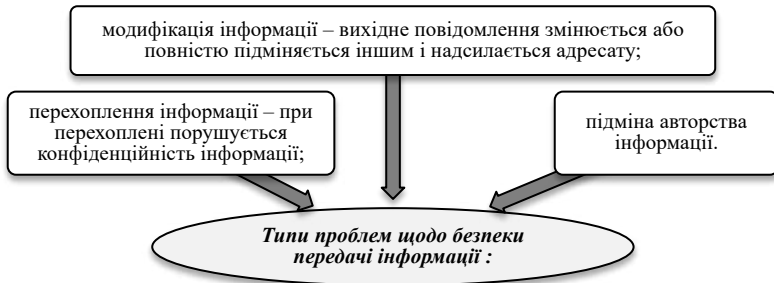 модифікація інформації – вихідне повідомлення змінюється або
повністю підміняється іншим і надсилається адресату;
перехоплення інформації – при
перехоплені порушується
конфіденційність інформації;
підміна авторства
інформації.
Типи проблем щодо безпеки
передачі інформації :